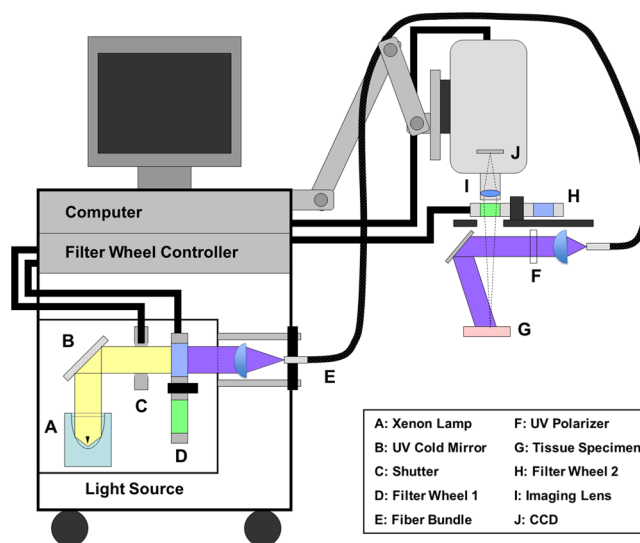 J
I
H
Computer
Filter Wheel Controller
F
G
B
E
C
A
D
Light Source
A: Xenon Lamp
B: UV Cold Mirror
C: Shutter
D: Filter Wheel 1
E: Fiber Bundle
F: UV Polarizer
G: Tissue Specimen
H: Filter Wheel 2
I: Imaging Lens
J: CCD